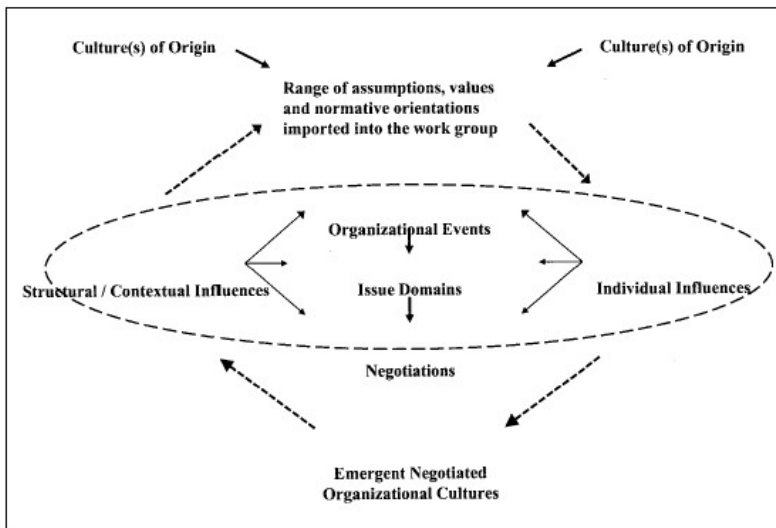 Culture(s) of Origin
Culture(s) of Origin
Range of assumptions, values
and normative orientations
imported into the work group
Organizational Events
Structural / Contextual Influences
Issue Domains
Individual Influences
Negotiations
Emergent Negotiated
Organizational Cultures